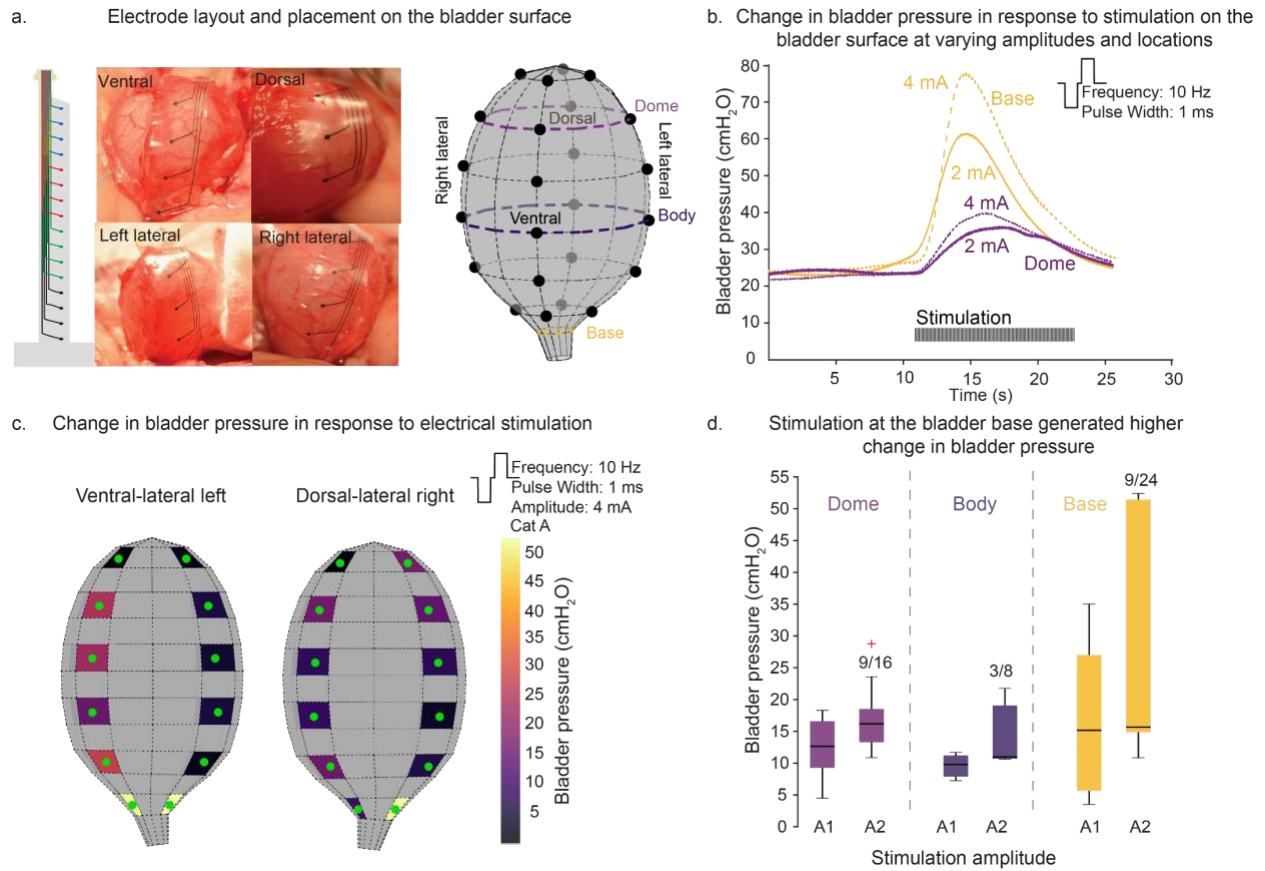 a. Electrode layout and placement on the bladder surface
Ventral
Dorsal
Left lateral
Right lateral
Right lateral
Dorsal
Dome
Left lateral
Ventral
Body
Base
b. Change in bladder pressure in response to stimulation on the
bladder surface at varying amplitudes and locations
Bladder pressure (cmH2O)
80
70
60
50
40
30
20
10
0
4 mA
Base
2 mA
4 mA
2 mA
Dome
Frequency: 10 Hz
Pulse Width: 1 ms
Stimulation
5 10 15 20 25 30
Time (s)
c. Change in bladder pressure in response to electrical stimulation
Ventral-lateral left
Dorsal-lateral right
Frequency: 10 Hz
Pulse Width: 1 ms
Amplitude: 4 mA
Cat A
50
45
40
35
30
25
20
15
10
5
Bladder pressure (cmH2O)
d. Stimulation at the bladder base generated higher
change in bladder pressure
Bladder pressure (cmH2O)
55
50
45
40
35
30
25
20
15
10
5
0
Dome
Body
Base
9/16
3/8
9/24
A1 A2 A1 A2 A1 A2
Stimulation amplitude